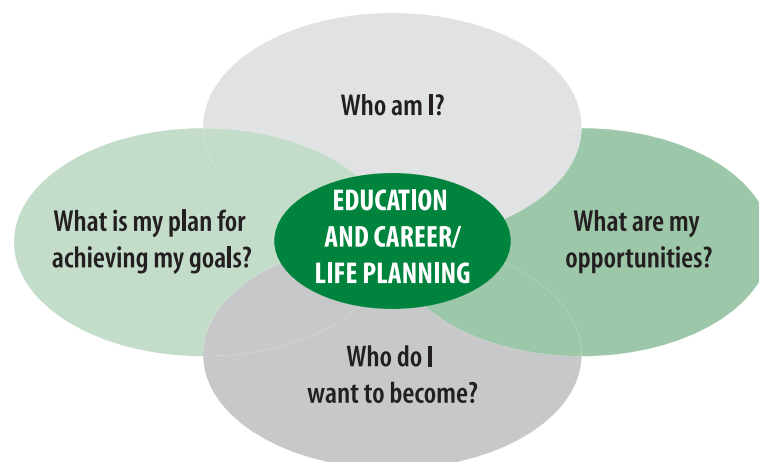 Who am I?
What is my plan for
achieving my goals?
EDUCATION
AND CAREER/
LIFE PLANNING
What are my
opportunities?
Who do I
want to become?